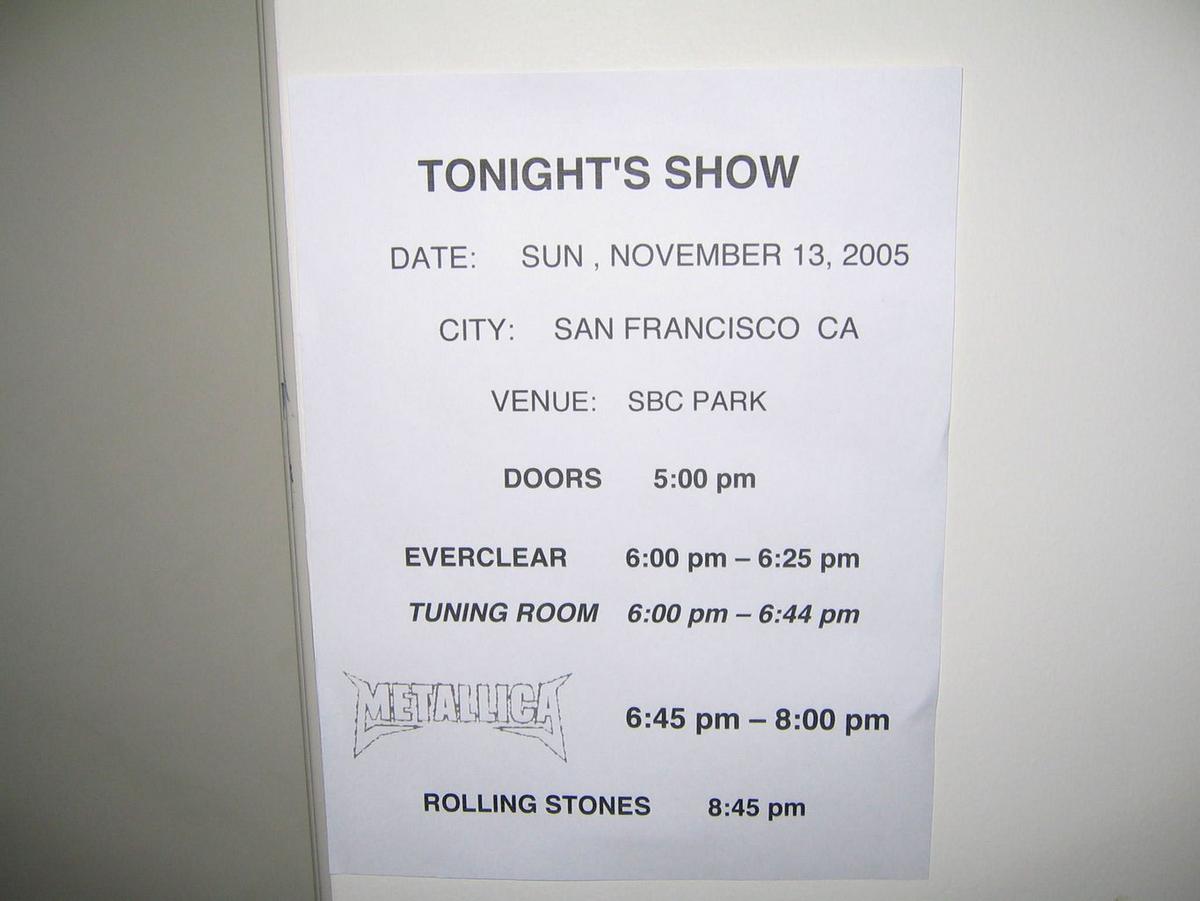 TONIGHT'S SHOW
DATE: SUN , NOVEMBER 13, 2005
CITY: SAN FRANCISCO CA
VENUE: SBC PARK
DOORS 5:00 pm
EVERCLEAR 6:00 pm – 6:25 pm
TUNING ROOM 6:00 pm – 6:44 pm
METALLICA 6:45 pm – 8:00 pm
ROLLING STONES 8:45 pm